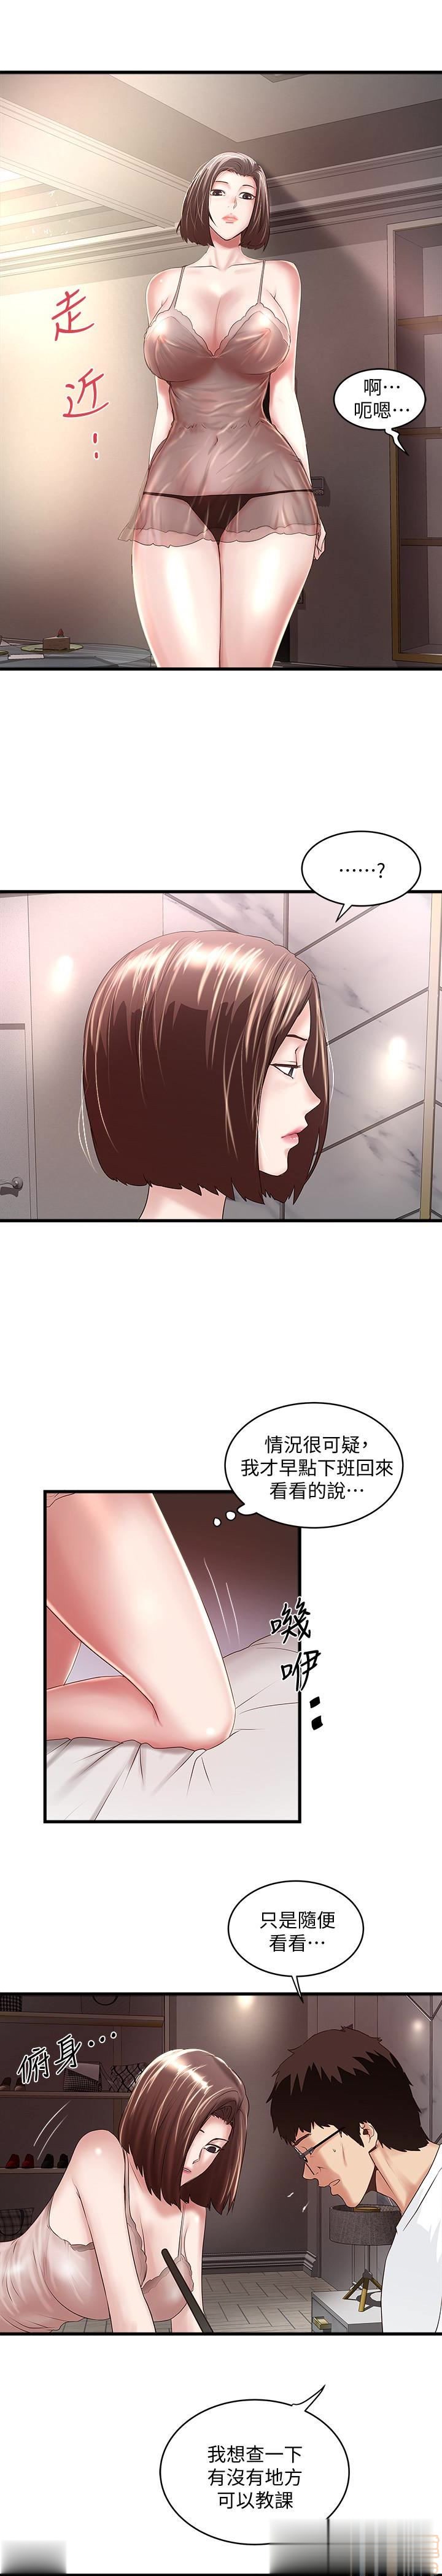 走
近⋯
啊⋯
呃嗯⋯
⋯⋯?
情況很可疑，
我才早點下班回來
看看的說⋯
嘰
咿⋯
只是隨便
看看⋯
俯身⋯
我想查一下
有沒有地方
可以教課